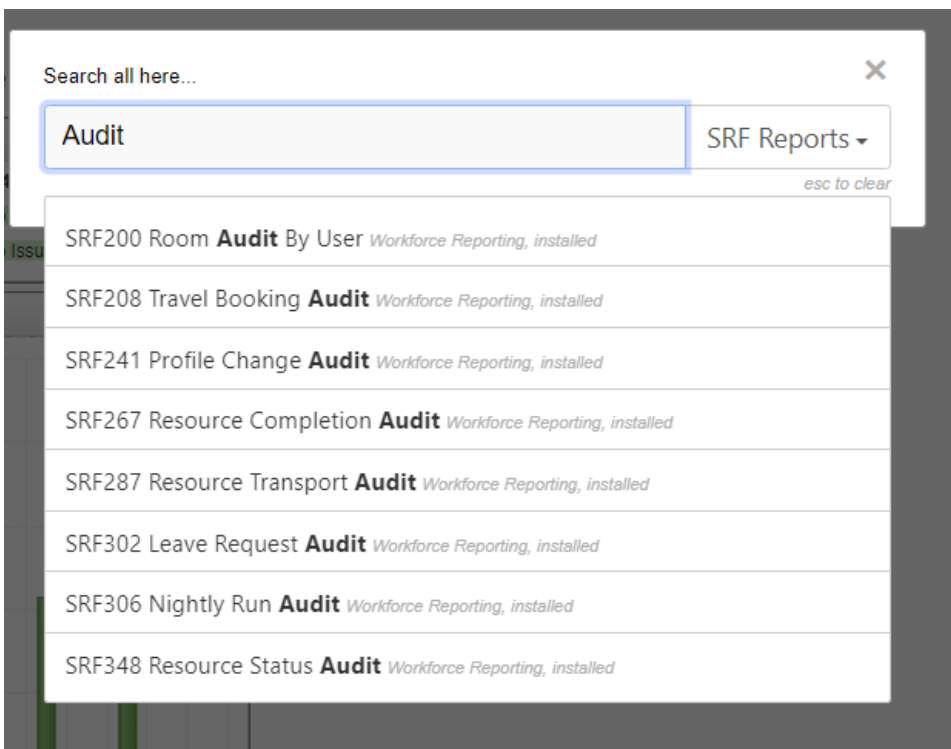 Search all here...
×
Audit
SRF Reports
esc to clear
Issu
SRF200 Room Audit By User Workforce Reporting, installed
SRF208 Travel Booking Audit Workforce Reporting, installed
SRF241 Profile Change Audit Workforce Reporting, installed
SRF267 Resource Completion Audit Workforce Reporting, installed
SRF287 Resource Transport Audit Workforce Reporting, installed
SRF302 Leave Request Audit Workforce Reporting, installed
SRF306 Nightly Run Audit Workforce Reporting, installed
SRF348 Resource Status Audit Workforce Reporting, installed